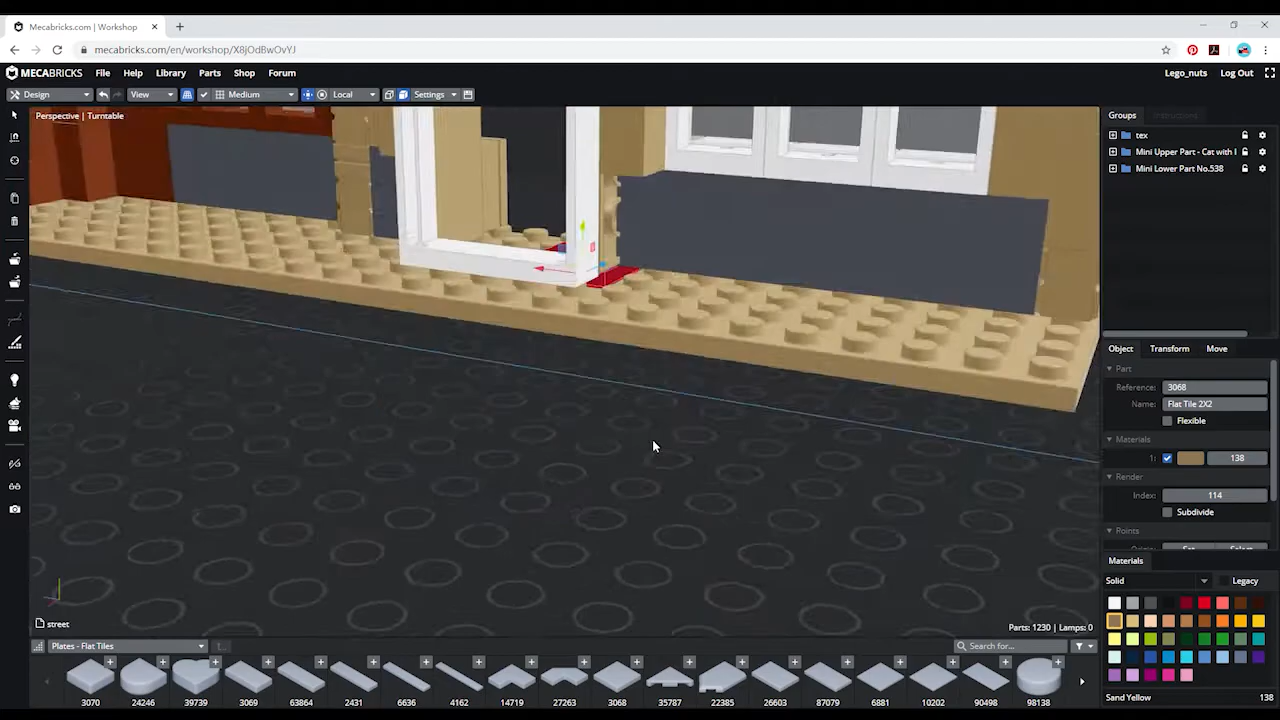 Mecabricks.com | Workshop
mecabricks.com/en/workshop/X8jOdBwOvYJ
MECABRICKS File Help Library Parts Shop Forum Lego_nuts Log Out
Design View Medium Local Settings
Perspective | Turntable
Groups
tex
Mini Upper Part - Cat with
Mini Lower Part No.538
Object Transform Move
Part
Reference: 3068
Name: Flat Tile 2X2
Flexible
Materials
1: 138
Render
Index: 114
Subdivide
Points
Materials
Solid Legacy
street
Parts: 1230 | Lamps: 0
Plates - Flat Tiles
Search for...
3070 24246 39739 3069 63864 2431 6636 4162 14719 27263 3068 35787 22385 26603 87079 6881 10202 90498 98138
Sand Yellow 138